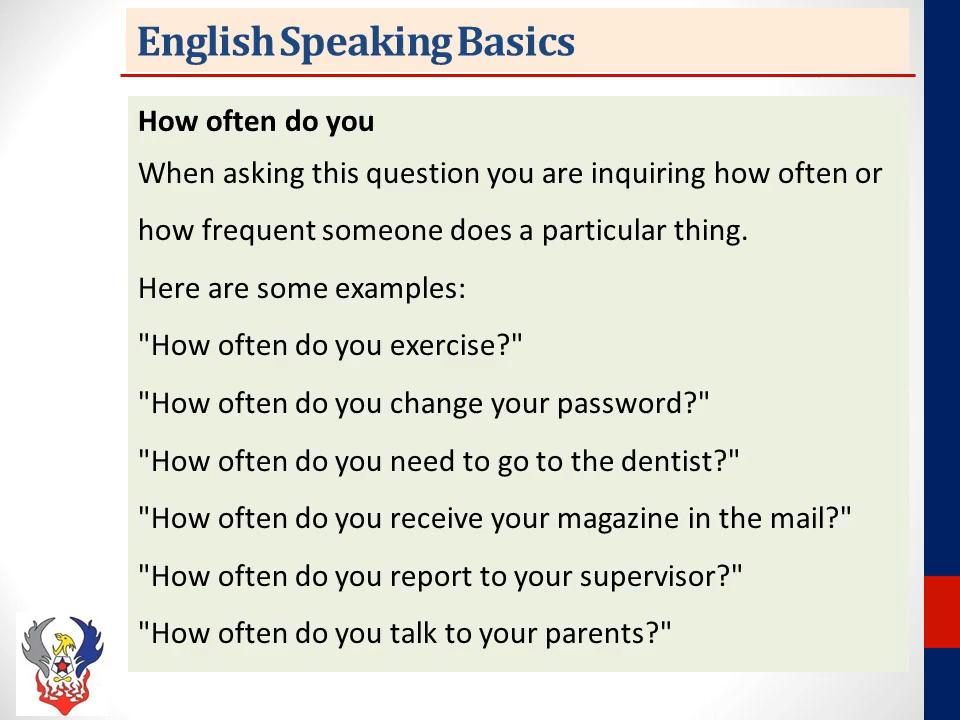 English Speaking Basics
How often do you
When asking this question you are inquiring how often or
how frequent someone does a particular thing.
Here are some examples:
"How often do you exercise?"
"How often do you change your password?"
"How often do you need to go to the dentist?"
"How often do you receive your magazine in the mail?"
"How often do you report to your supervisor?"
"How often do you talk to your parents?"